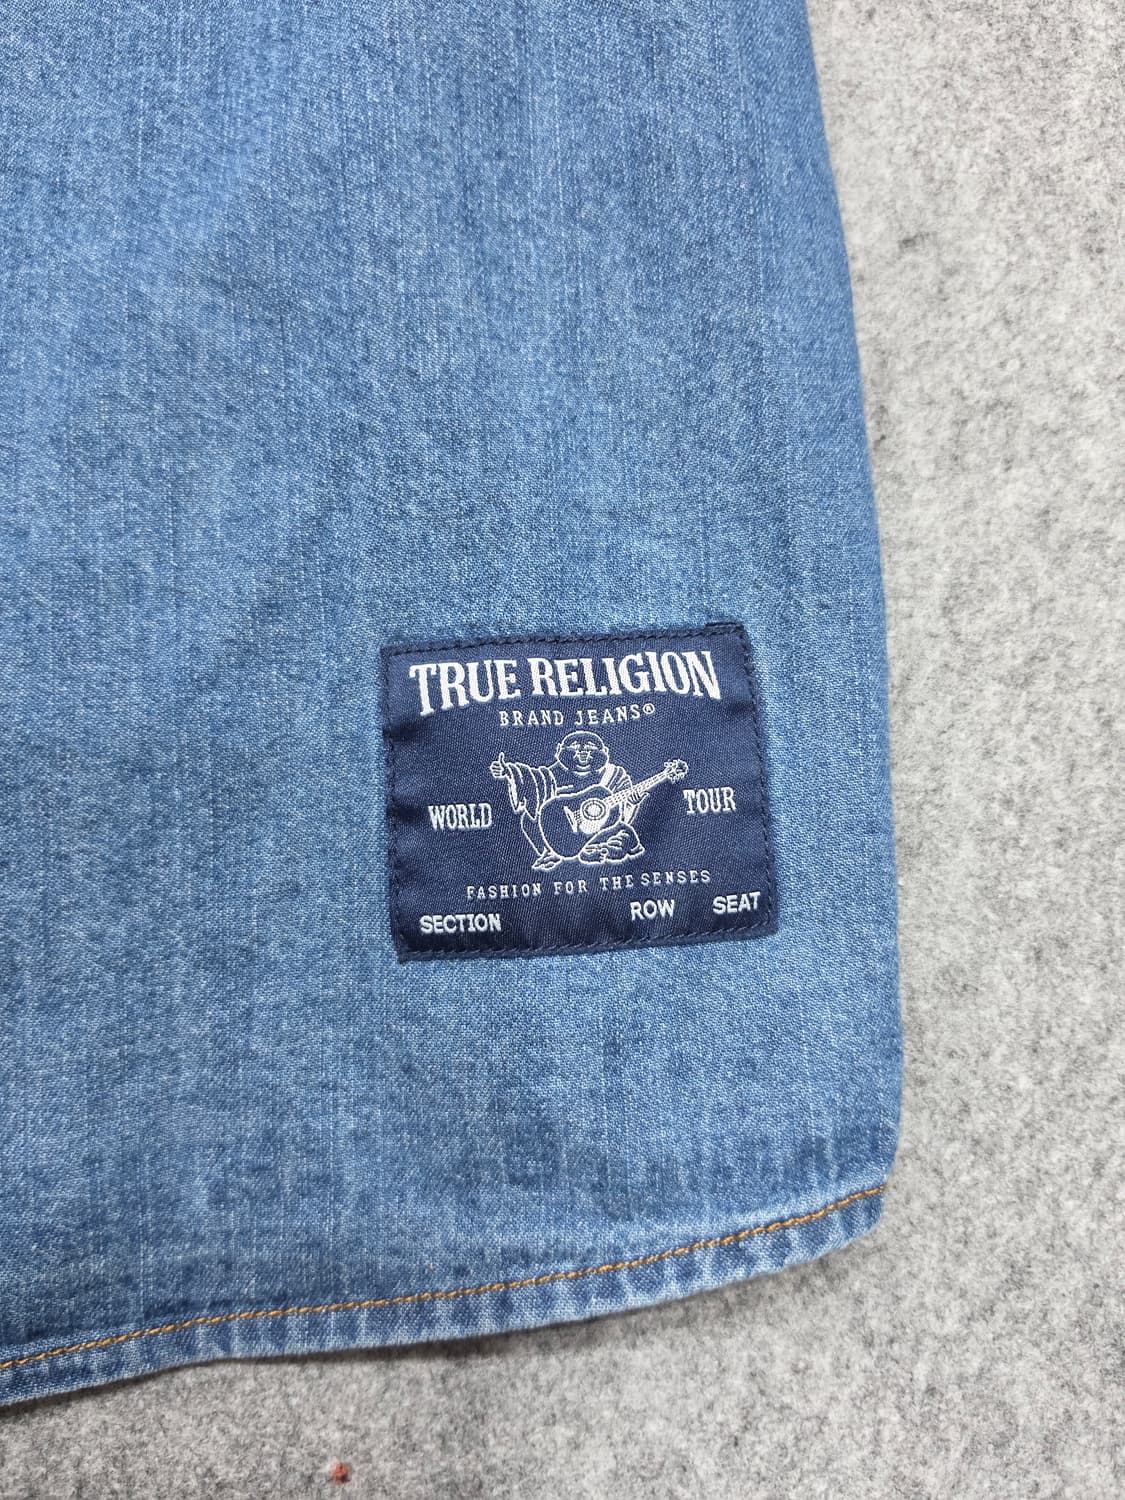 TRUE RELIGION
BRAND JEANS®
WORLD TOUR
FASHION FOR THE SENSES
SECTION ROW SEAT